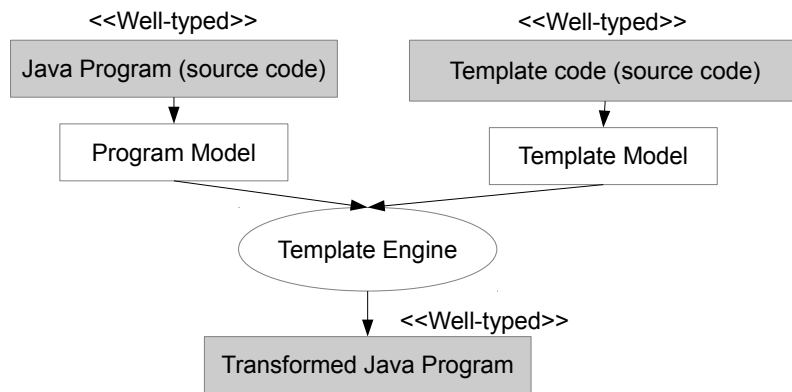 <<Well-typed>>
<<Well-typed>>
Java Program (source code)
Template code (source code)
Program Model
Template Model
Template Engine
<<Well-typed>>
Transformed Java Program